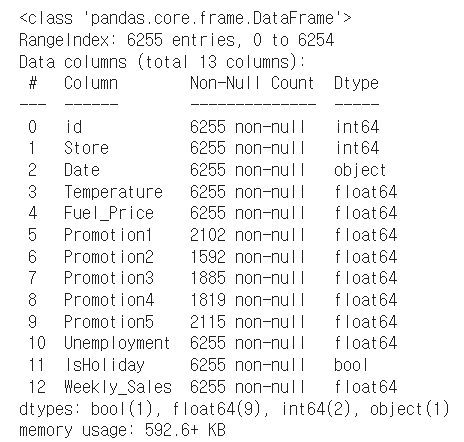 <class 'pandas.core.frame.DataFrame'>
RangeIndex: 6255 entries, 0 to 6254
Data columns (total 13 columns):
 #   Column        Non-Null Count  Dtype
---  ------        --------------  -----
 0   id            6255 non-null   int64
 1   Store         6255 non-null   int64
 2   Date          6255 non-null   object
 3   Temperature   6255 non-null   float64
 4   Fuel_Price    6255 non-null   float64
 5   Promotion1    2102 non-null   float64
 6   Promotion2    1592 non-null   float64
 7   Promotion3    1885 non-null   float64
 8   Promotion4    1819 non-null   float64
 9   Promotion5    2115 non-null   float64
 10  Unemployment  6255 non-null   float64
 11  IsHoliday     6255 non-null   bool
 12  Weekly_Sales  6255 non-null   float64
dtypes: bool(1), float64(9), int64(2), object(1)
memory usage: 592.6+ KB